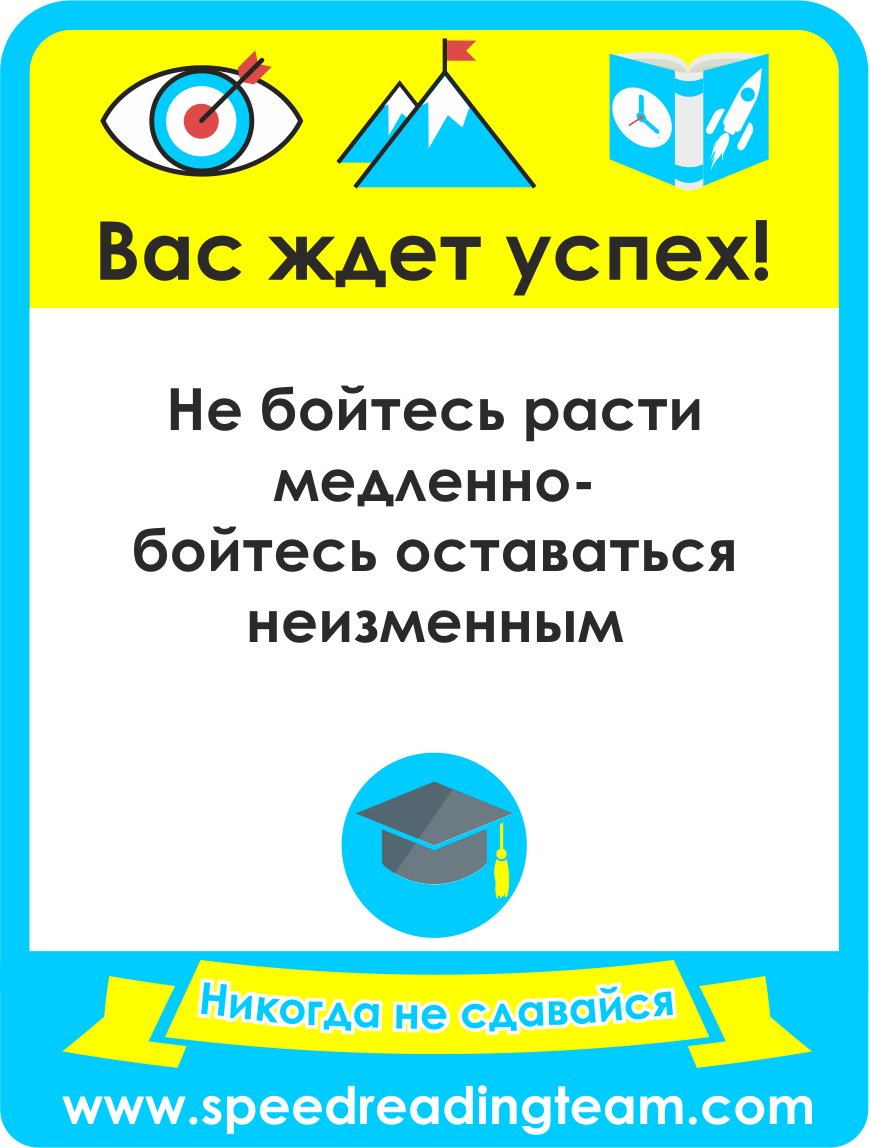 Вас ждет успех!
Не бойтесь расти
медленно-
бойтесь оставаться
неизменным
Никогда не сдавайся
www.speedreadingteam.com